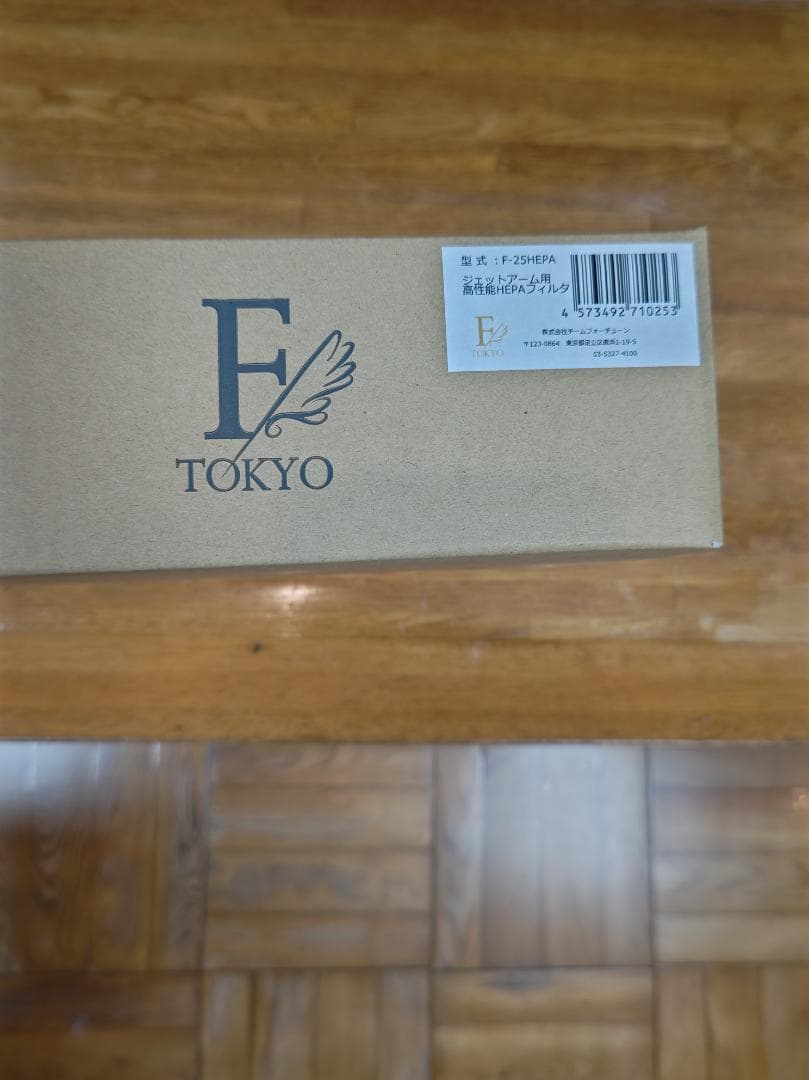 F
TOKYO
型式：F-25HEPA
ジェットアーム用
高性能HEPAフィルタ
4 573492 710253
F
TOKYO
株式会社チームフォーチューン
〒123-0864 東京都足立区鹿浜1-19-5
03-5327-4100